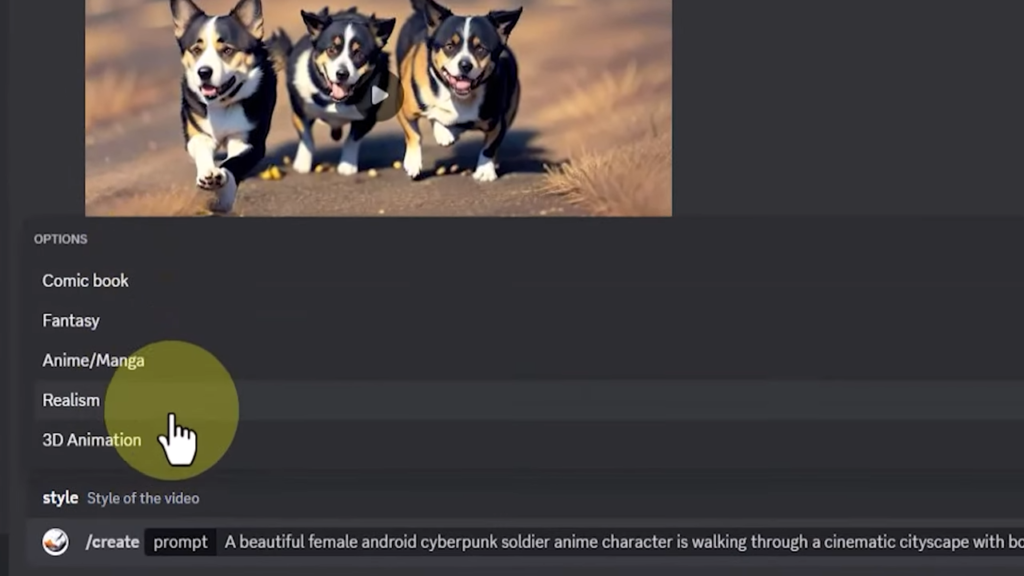 OPTIONS
Comic book
Fantasy
Anime/Manga
Realism
3D Animation
style Style of the video
/create prompt A beautiful female android cyberpunk soldier anime character is walking through a cinematic cityscape with